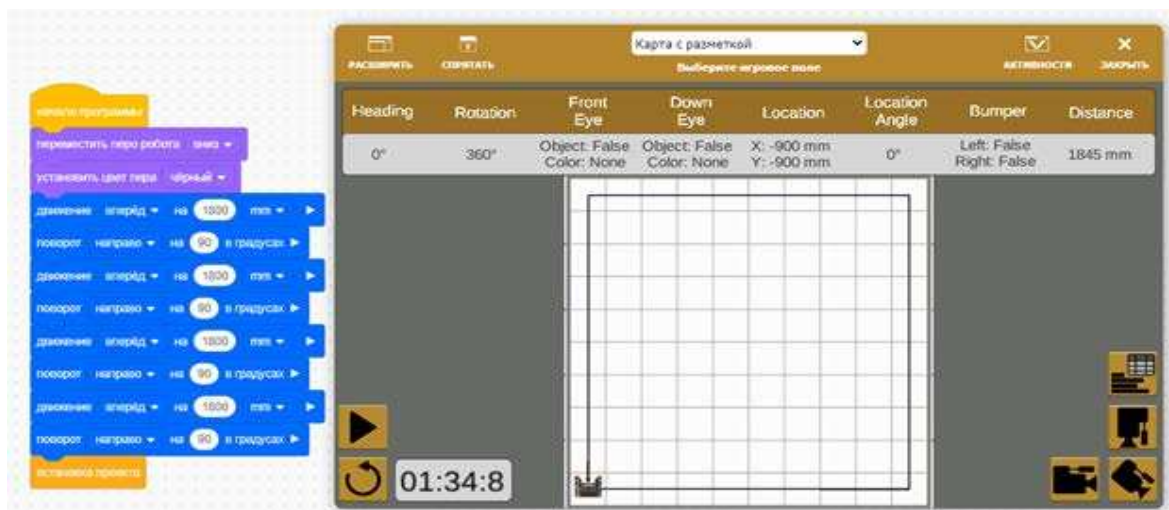 Карта с разметкой
РАСШИРИТЬ
СПРЯТАТЬ
Выберите игровое поле
АКТИВНОСТИ
ЗАКРЫТЬ
Heading Rotation Front Eye Down Eye Location Location Angle Bumper Distance
0° 360° Object: False Color: None Object: False Color: None X: -900 mm Y: -900 mm 0° Left: False Right: False 1845 mm
начало программы
переместить перо робота вниз
установить цвет пера чёрный
движение вперёд на 1800 mm
поворот направо на 90 в градусах
движение вперёд на 1800 mm
поворот направо на 90 в градусах
движение вперёд на 1800 mm
поворот направо на 90 в градусах
движение вперёд на 1800 mm
поворот направо на 90 в градусах
остановка проекта
01:34:8